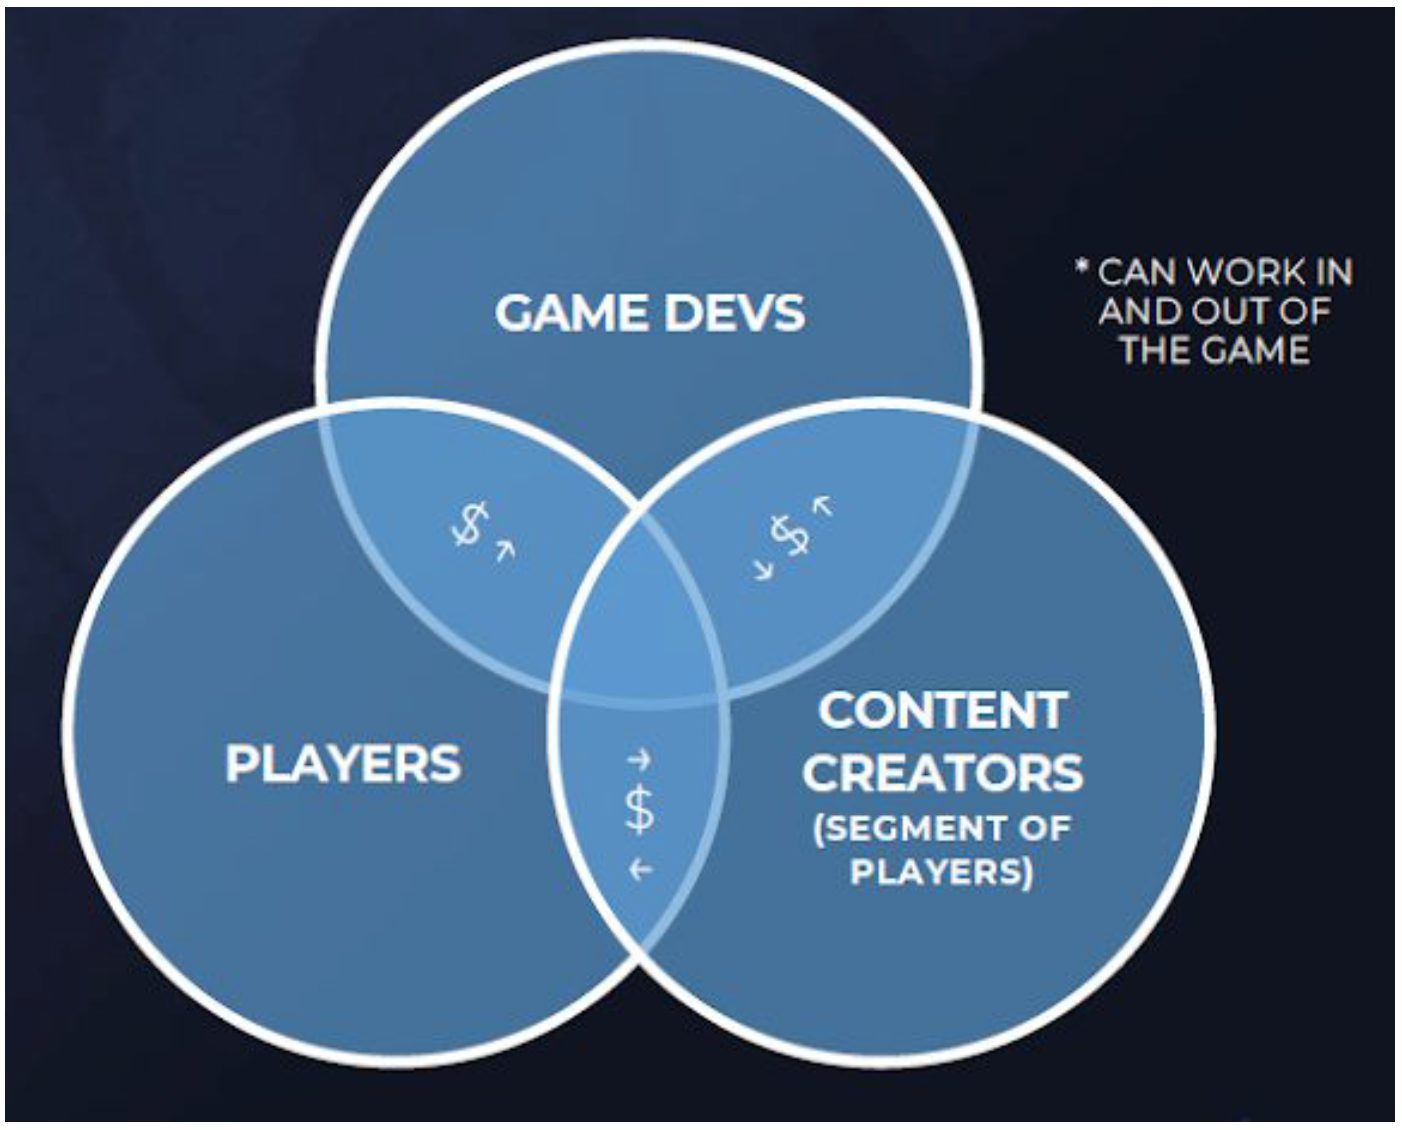 GAME DEVS
* CAN WORK IN
AND OUT OF
THE GAME
$ ↗
↘ $ ↖
PLAYERS
→
$
←
CONTENT
CREATORS
(SEGMENT OF
PLAYERS)